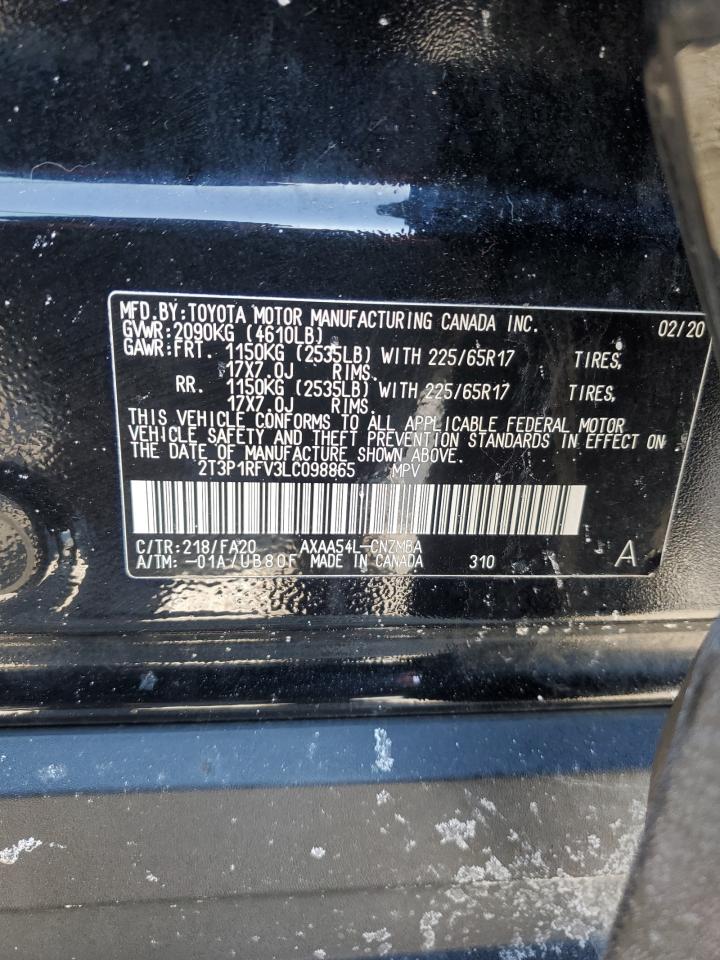 MFD.BY:TOYOTA MOTOR MANUFACTURING CANADA INC. 02/20
GVWR:2090KG (4610LB)
GAWR:FRT. 1150KG (2535LB) WITH 225/65R17 TIRES,
17X7.0J RIMS.
RR. 1150KG (2535LB) WITH 225/65R17 TIRES,
17X7.0J RIMS.
THIS VEHICLE CONFORMS TO ALL APPLICABLE FEDERAL MOTOR
VEHICLE SAFETY AND THEFT PREVENTION STANDARDS IN EFFECT ON
THE DATE OF MANUFACTURE SHOWN ABOVE.
2T3P1RFV3LC098865 MPV
C/TR:218/FA20 AXAA54L-CNZMBA
A/TM: -01A/UB80F MADE IN CANADA 310 A